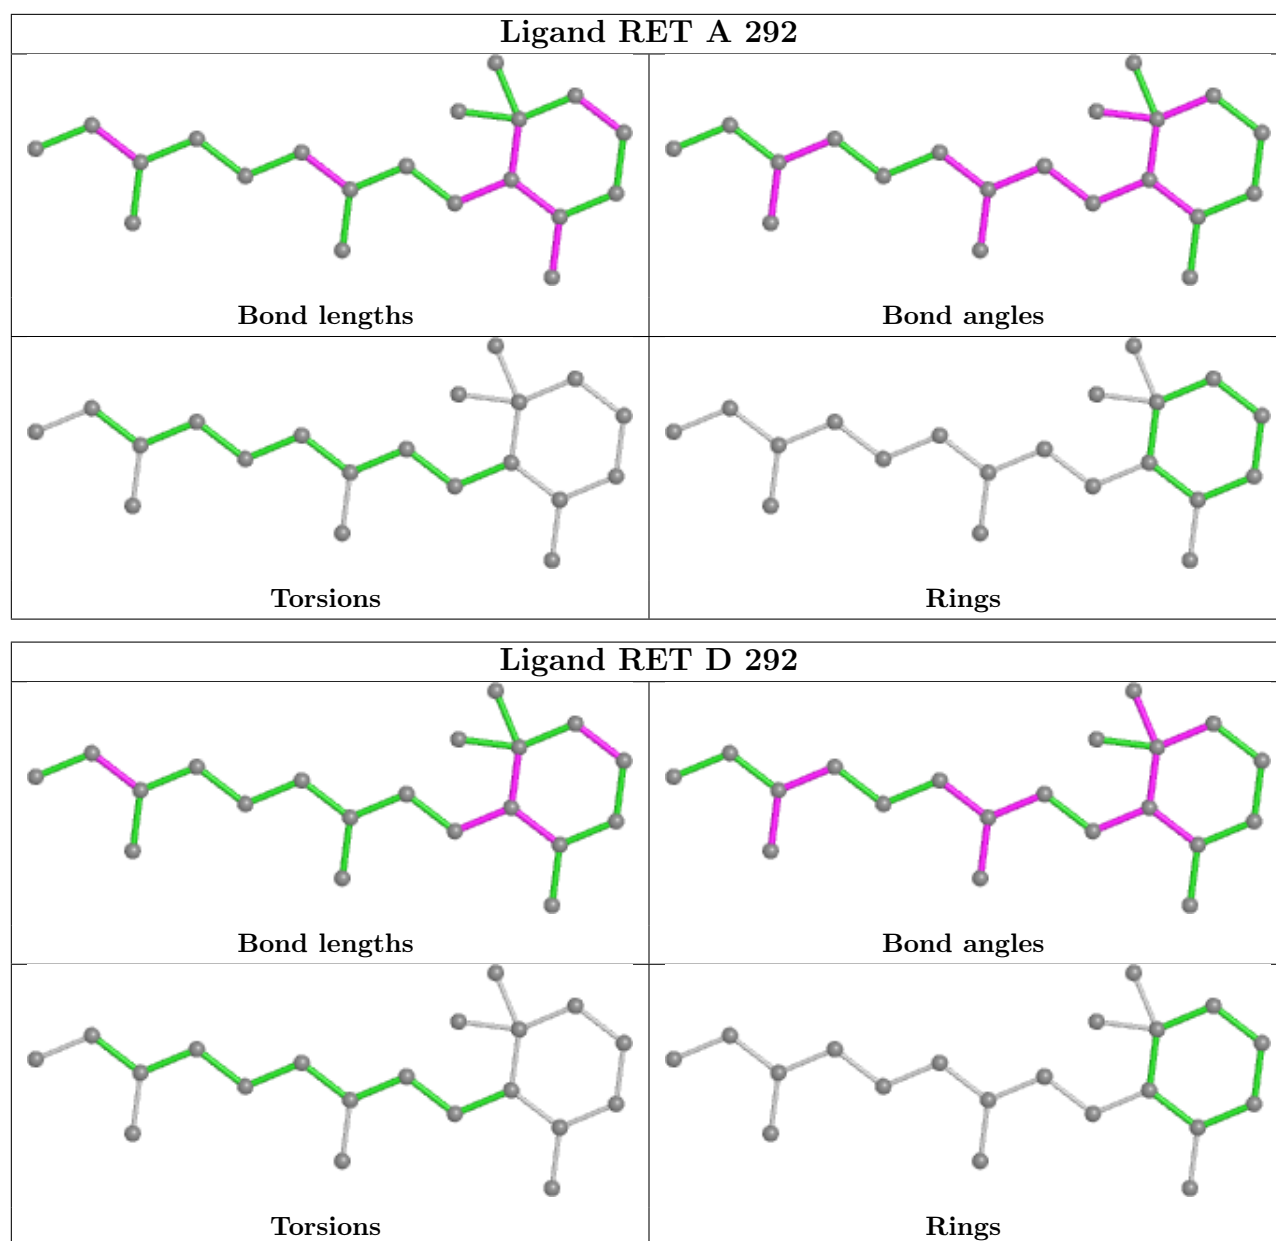 Ligand RET A 292
Bond lengths
Bond angles
Torsions
Rings
Ligand RET D 292
Bond lengths
Bond angles
Torsions
Rings